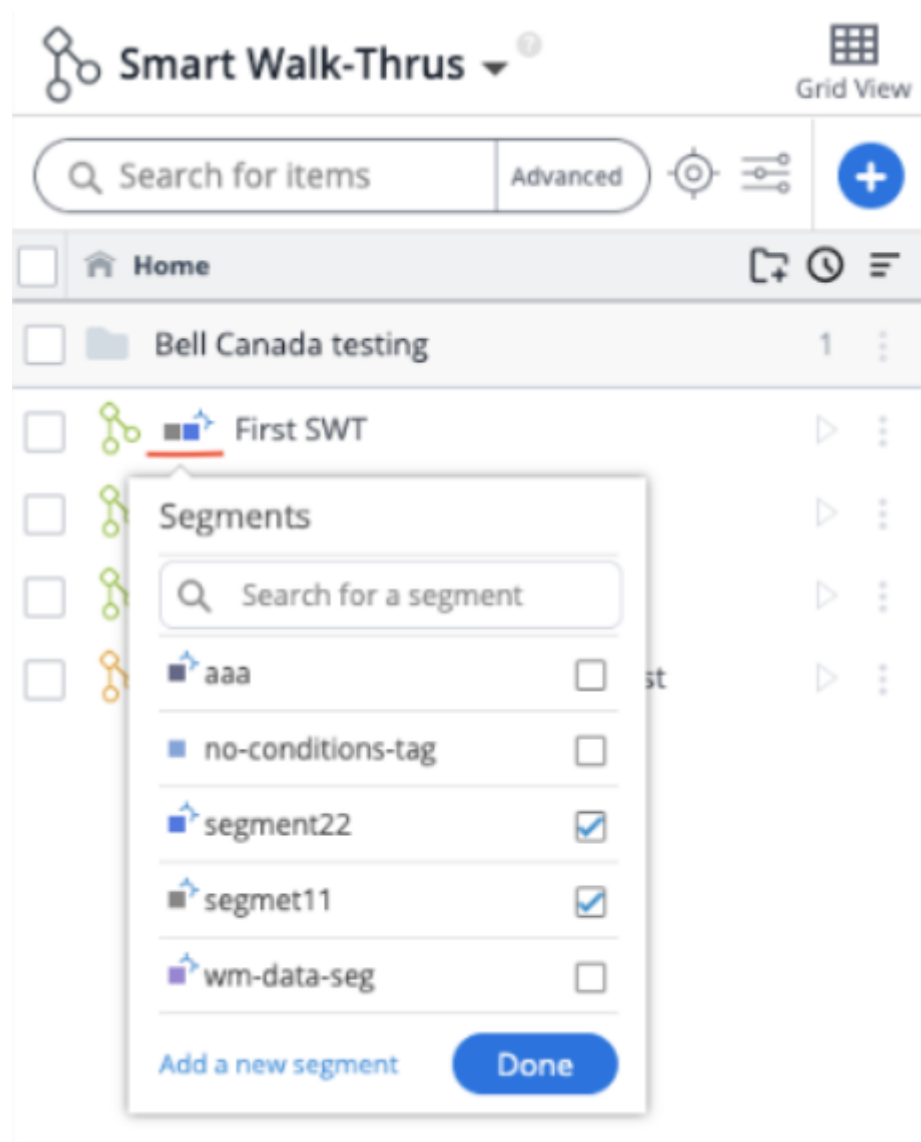 Smart Walk-Thrus ?
Grid View
Search for items
Advanced
Home
Bell Canada testing 1
First SWT
Segments
Search for a segment
aaa
st
no-conditions-tag
segment22
segmet11
wm-data-seg
Add a new segment
Done